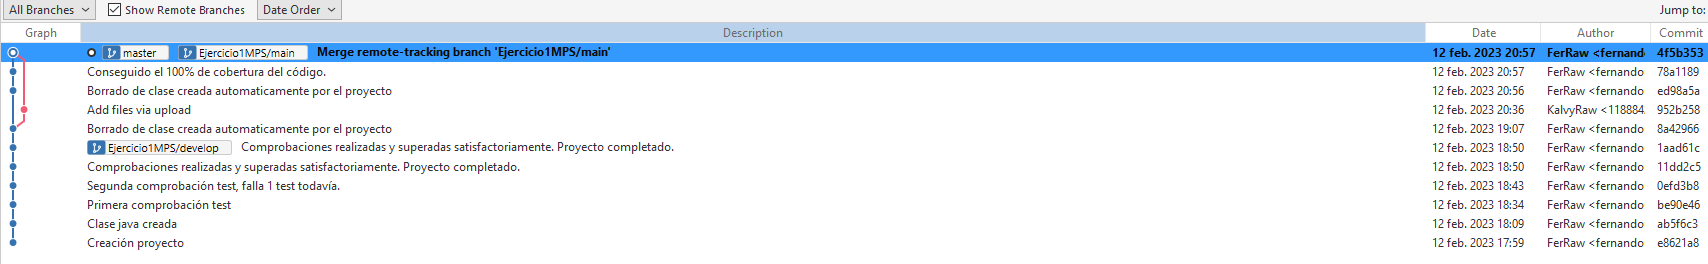 All Branches Show Remote Branches Date Order Jump to:
Graph Description Date Author Commit
master Ejercicio1MPS/main Merge remote-tracking branch 'Ejercicio1MPS/main' 12 feb. 2023 20:57 FerRaw <fernand 4f5b353
Conseguido el 100% de cobertura del código. 12 feb. 2023 20:57 FerRaw <fernando 78a1189
Borrado de clase creada automaticamente por el proyecto 12 feb. 2023 20:56 FerRaw <fernando ed98a5a
Add files via upload 12 feb. 2023 20:36 KalvyRaw <118884 952b258
Borrado de clase creada automaticamente por el proyecto 12 feb. 2023 19:07 FerRaw <fernando 8a42966
Ejercicio1MPS/develop Comprobaciones realizadas y superadas satisfactoriamente. Proyecto completado. 12 feb. 2023 18:50 FerRaw <fernando 1aad61c
Comprobaciones realizadas y superadas satisfactoriamente. Proyecto completado. 12 feb. 2023 18:50 FerRaw <fernando 11dd2c5
Segunda comprobación test, falla 1 test todavía. 12 feb. 2023 18:43 FerRaw <fernando 0efd3b8
Primera comprobación test 12 feb. 2023 18:34 FerRaw <fernando be90e46
Clase java creada 12 feb. 2023 18:09 FerRaw <fernando ab5f6c3
Creación proyecto 12 feb. 2023 17:59 FerRaw <fernando e8621a8